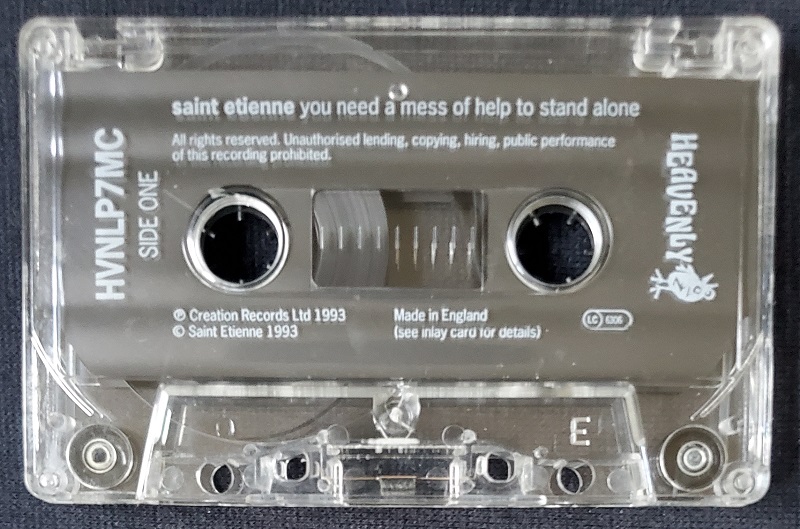 saint etienne you need a mess of help to stand alone
All rights reserved. Unauthorised lending, copying, hiring, public performance
of this recording prohibited.
HVNLP7MC
SIDE ONE
HEAVENLY
℗ Creation Records Ltd 1993
© Saint Etienne 1993
Made in England
(see inlay card for details)
LC 6306
E